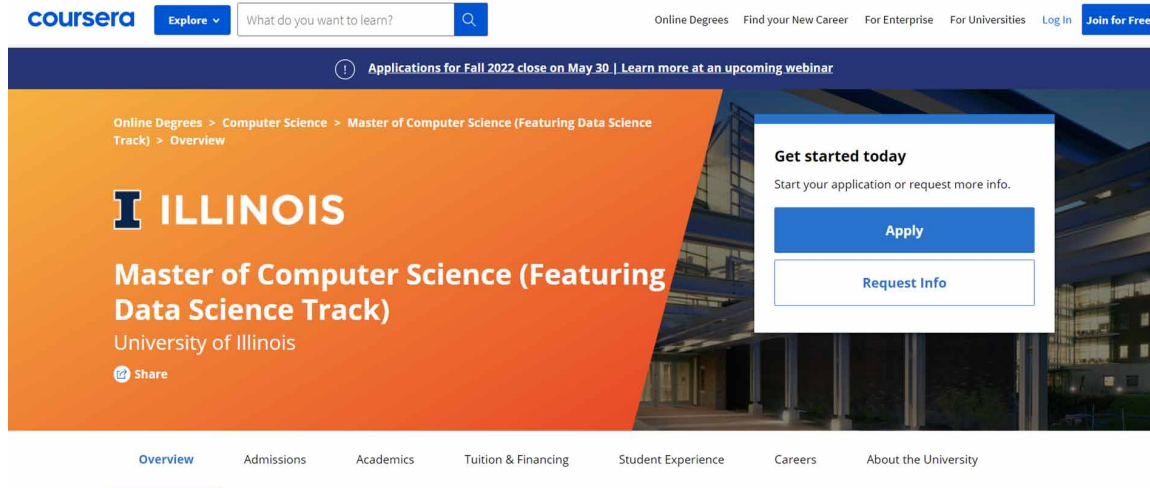 coursera
Explore
What do you want to learn?
Online Degrees
Find your New Career
For Enterprise
For Universities
Log In
Join for Free
Applications for Fall 2022 close on May 30 | Learn more at an upcoming webinar
Online Degrees > Computer Science > Master of Computer Science (Featuring Data Science
Track) > Overview
I ILLINOIS
Master of Computer Science (Featuring
Data Science Track)
University of Illinois
Share
Get started today
Start your application or request more info.
Apply
Request Info
Overview
Admissions
Academics
Tuition & Financing
Student Experience
Careers
About the University